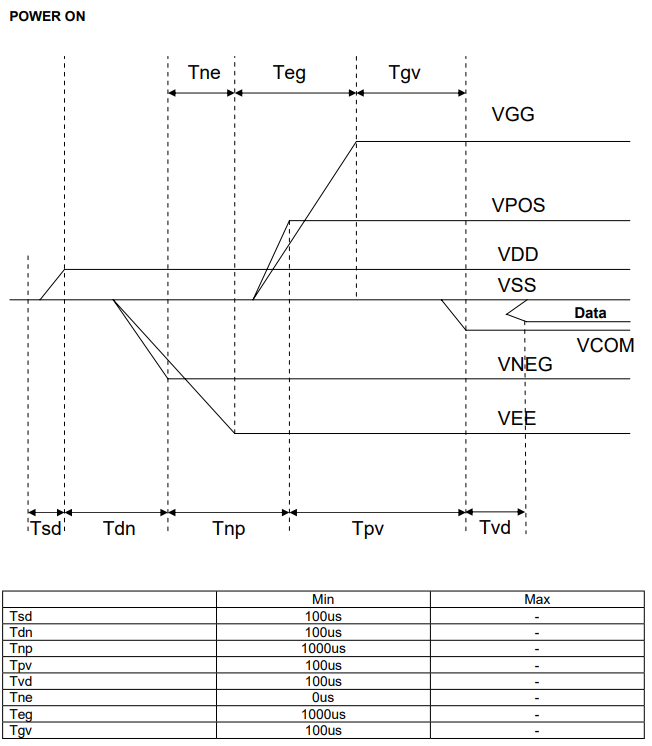 POWER ON
Tne Teg Tgv
VGG
VPOS
VDD
VSS
Data
VCOM
VNEG
VEE
Tsd Tdn Tnp Tpv Tvd
Min Max
Tsd 100us -
Tdn 100us -
Tnp 1000us -
Tpv 100us -
Tvd 100us -
Tne 0us -
Teg 1000us -
Tgv 100us -